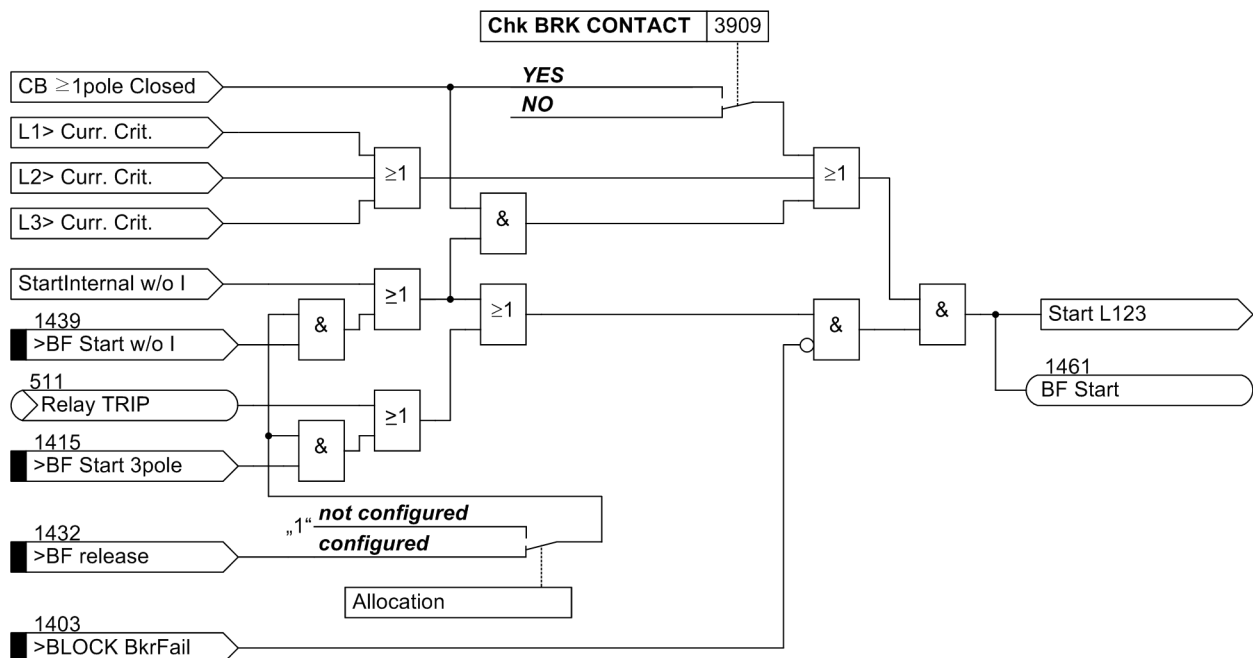 Chk BRK CONTACT 3909
CB ≥1pole Closed
YES
NO
L1> Curr. Crit.
L2> Curr. Crit.
L3> Curr. Crit.
≥1
≥1
&
StartInternal w/o I
≥1
≥1
1439
>BF Start w/o I
&
&
&
Start L123
1461
BF Start
511
Relay TRIP
≥1
1415
>BF Start 3pole
&
„1“ not configured
1432
>BF release
configured
Allocation
1403
>BLOCK BkrFail